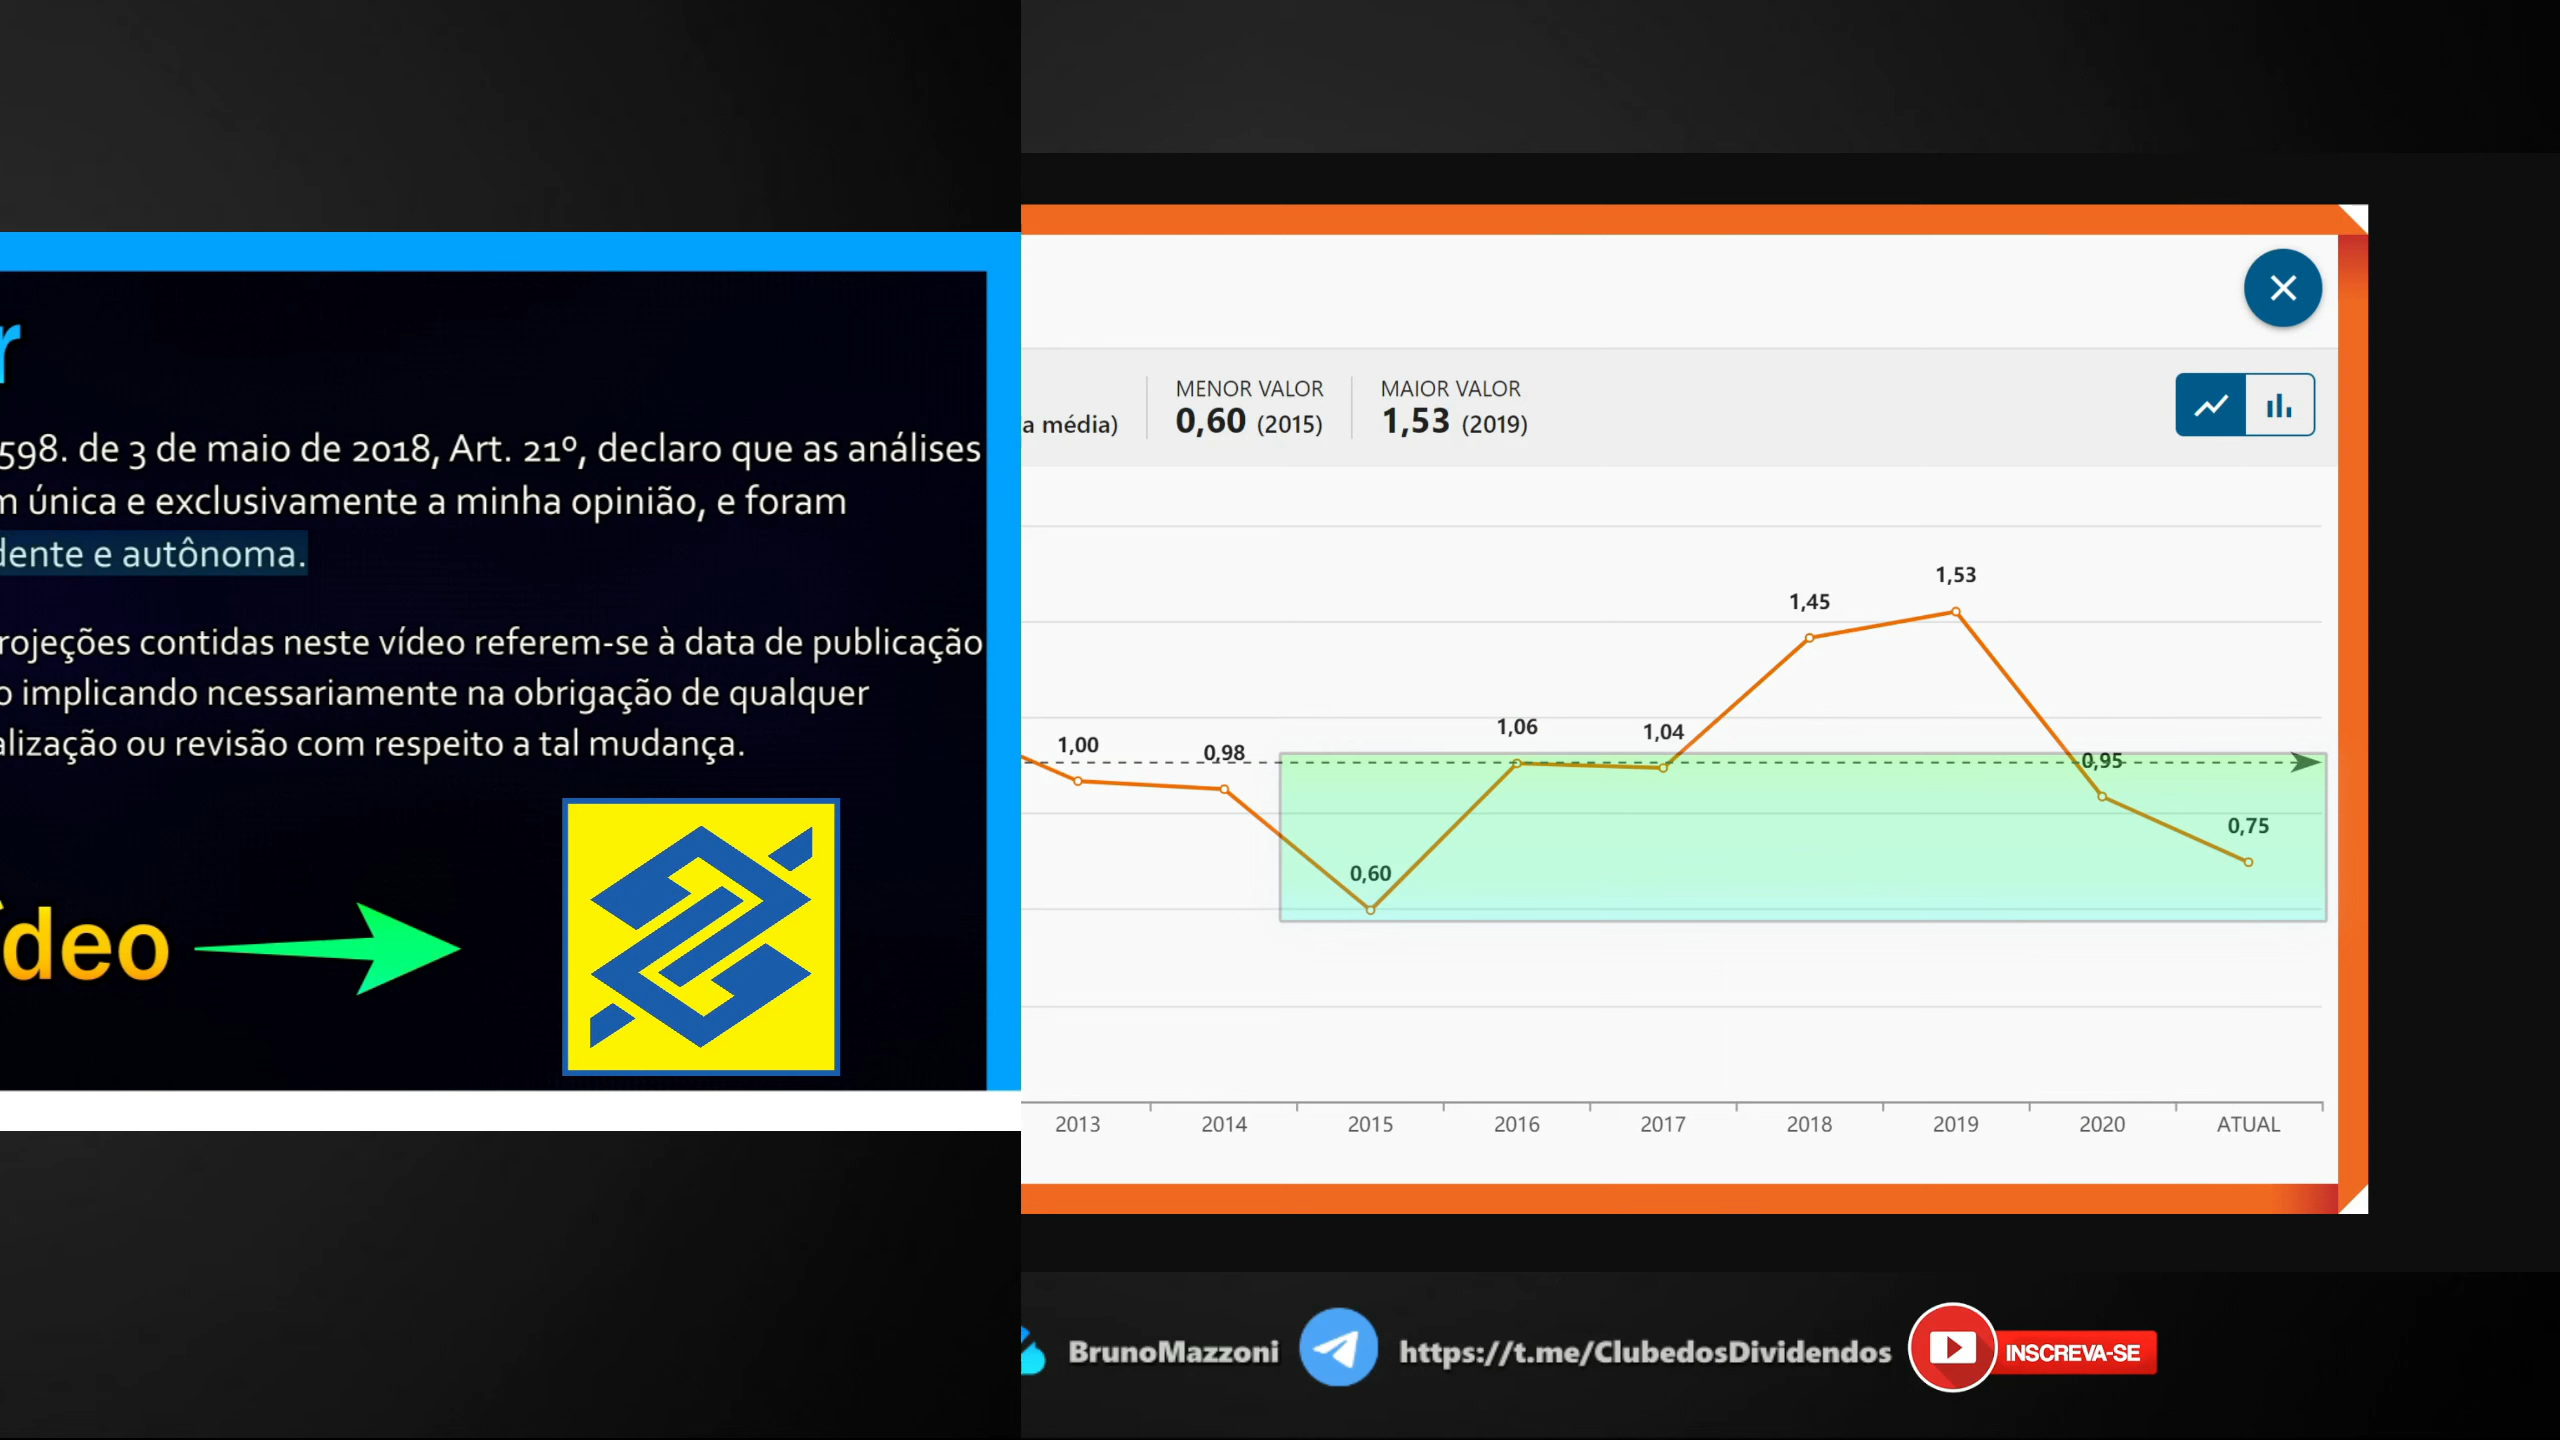 r
598. de 3 de maio de 2018, Art. 21º, declaro que as análises
m única e exclusivamente a minha opinião, e foram
dente e autônoma.
rojeções contidas neste vídeo referem-se à data de publicação
o implicando ncessariamente na obrigação de qualquer
alização ou revisão com respeito a tal mudança.
ídeo
a média)
MENOR VALOR
0,60 (2015)
MAIOR VALOR
1,53 (2019)
1,00
0,98
0,60
1,06
1,04
1,45
1,53
0,95
0,75
2013
2014
2015
2016
2017
2018
2019
2020
ATUAL
BrunoMazzoni
https://t.me/ClubedosDividendos
INSCREVA-SE